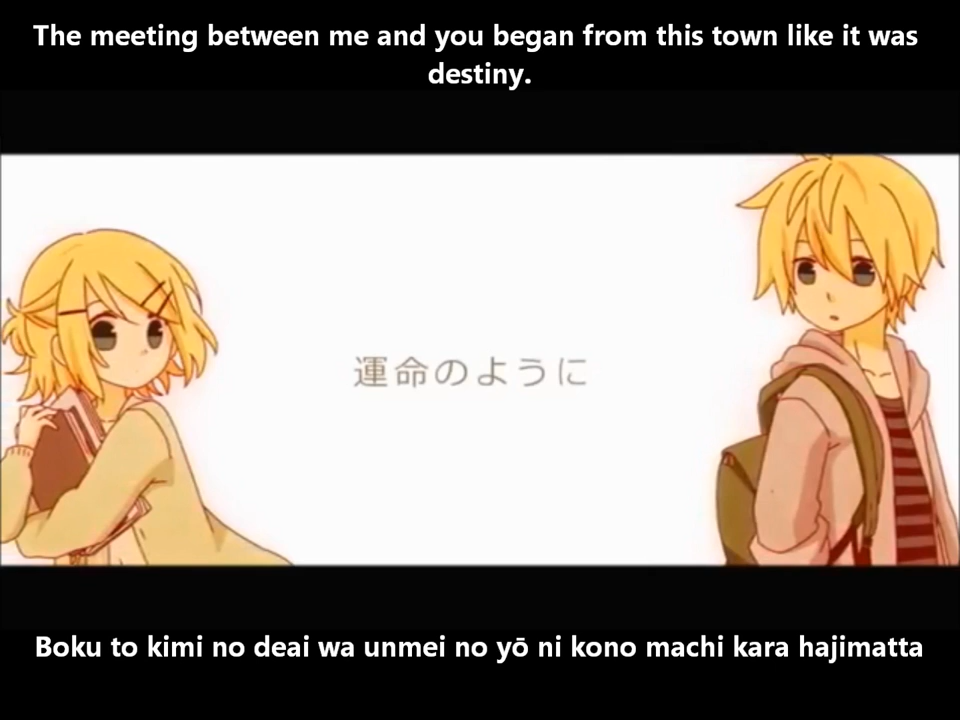 The meeting between me and you began from this town like it was
destiny.
運命のように
Boku to kimi no deai wa unmei no yō ni kono machi kara hajimatta